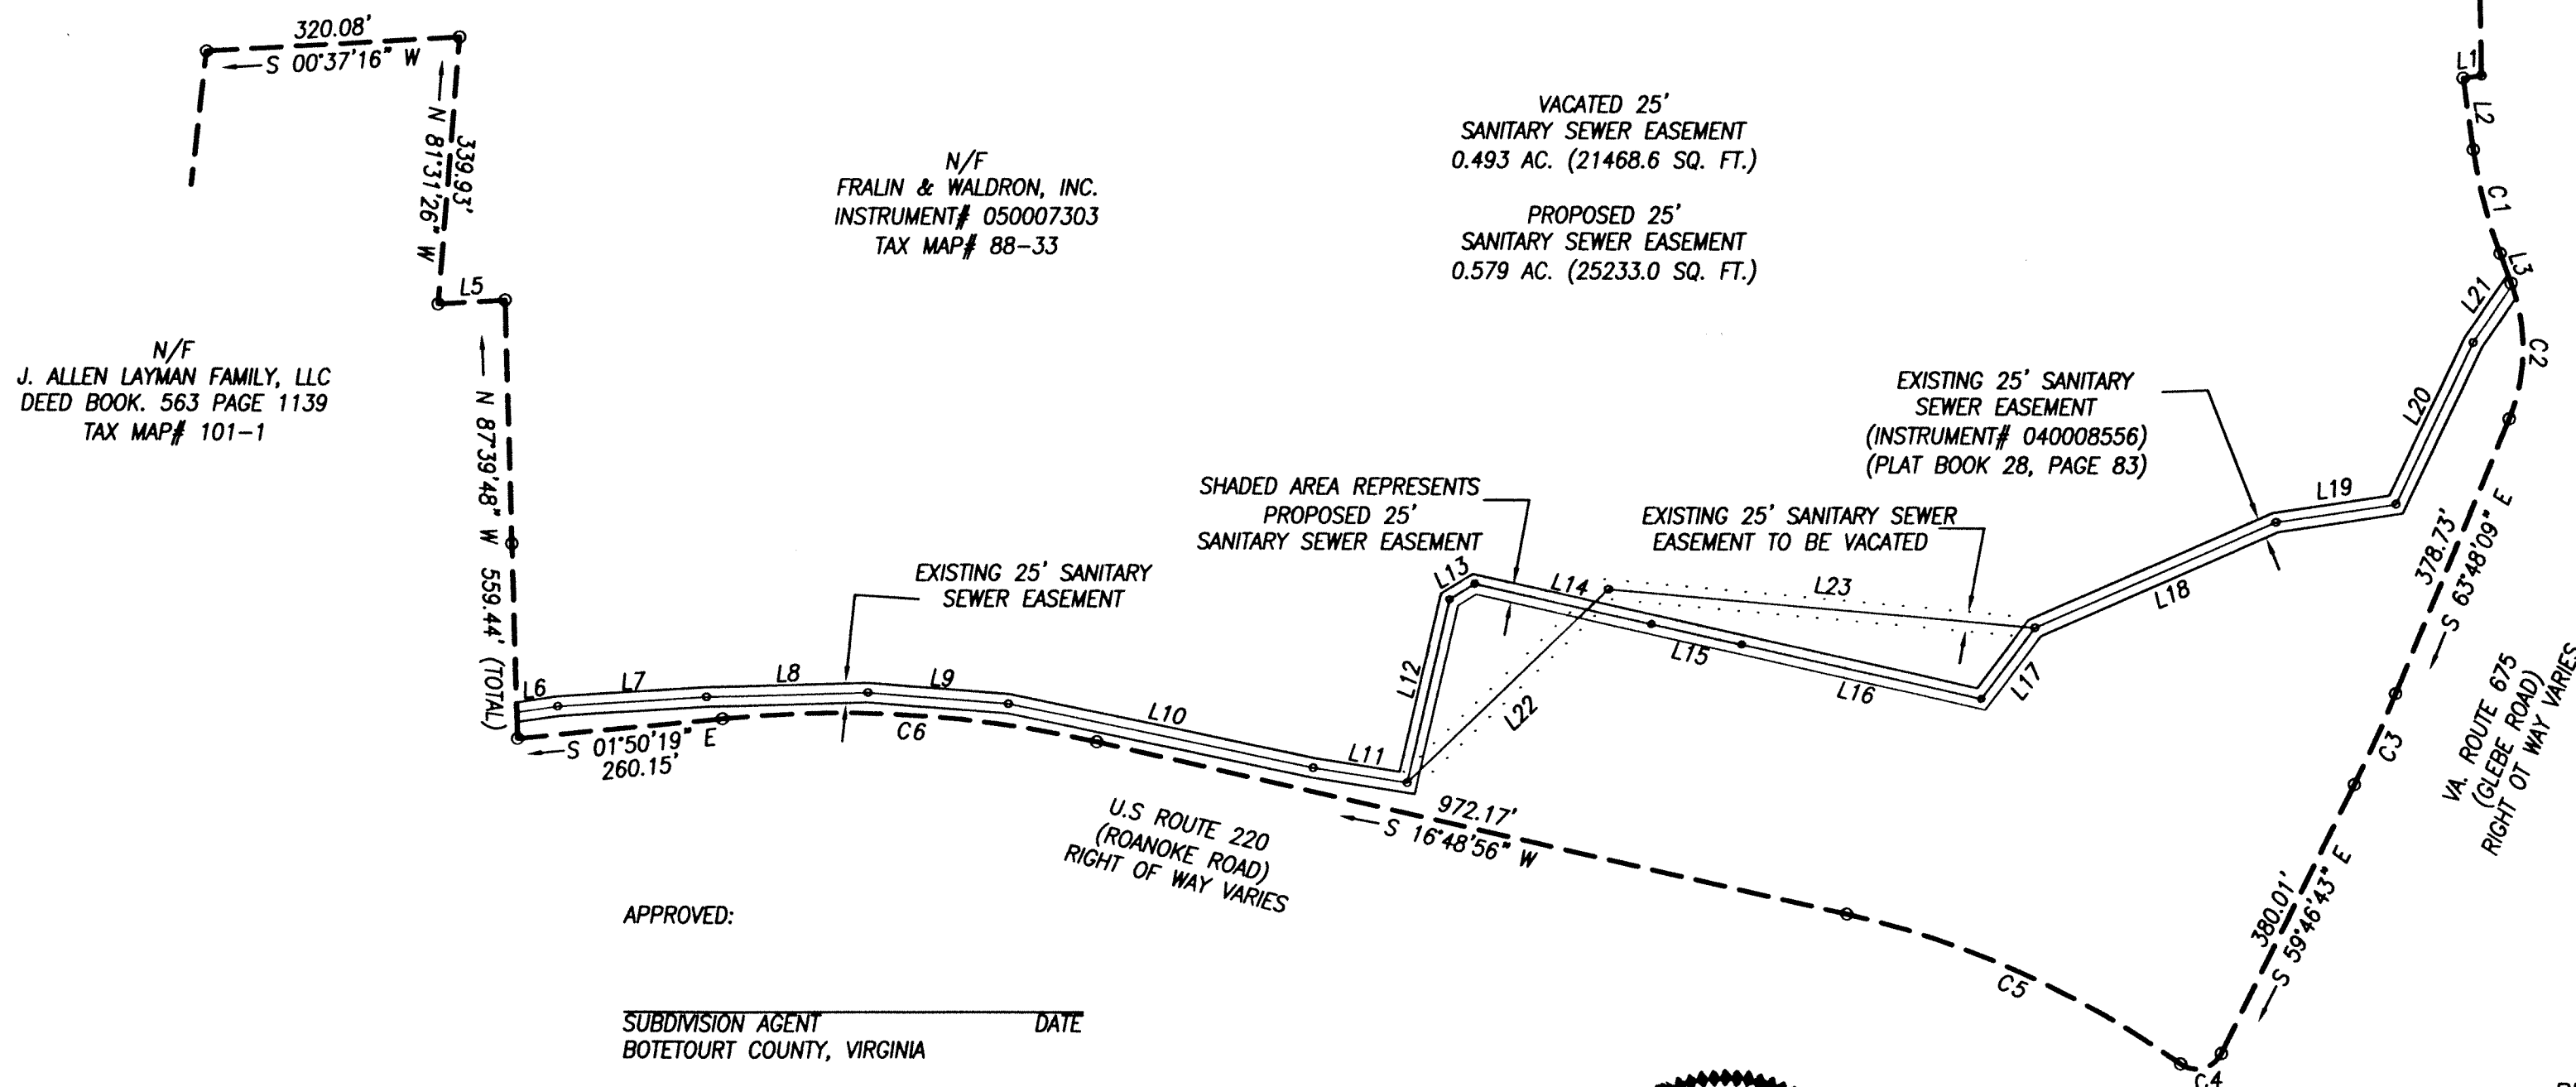 320.08'
S 00°37'16" W
N 81°31'26" W
339.93'
L5
N/F
FRALIN & WALDRON, INC.
INSTRUMENT# 050007303
TAX MAP# 88-33
VACATED 25'
SANITARY SEWER EASEMENT
0.493 AC. (21468.6 SQ. FT.)
PROPOSED 25'
SANITARY SEWER EASEMENT
0.579 AC. (25233.0 SQ. FT.)
L1
L2
C1
L3
L21
C2
L20
N/F
J. ALLEN LAYMAN FAMILY, LLC
DEED BOOK. 563 PAGE 1139
TAX MAP# 101-1
N 87°39'48" W 559.44' (TOTAL)
EXISTING 25' SANITARY
SEWER EASEMENT
(INSTRUMENT# 040008556)
(PLAT BOOK 28, PAGE 83)
SHADED AREA REPRESENTS
PROPOSED 25'
SANITARY SEWER EASEMENT
EXISTING 25' SANITARY SEWER
EASEMENT TO BE VACATED
L19
L18
378.73'
S 63°48'09" E
EXISTING 25' SANITARY
SEWER EASEMENT
L13
L14
L23
L12
L15
L16
L17
L22
L6
L7
L8
L9
L10
L11
C6
S 01°50'19" E
260.15'
972.17'
S 16°48'56" W
U.S ROUTE 220
(ROANOKE ROAD)
RIGHT OF WAY VARIES
C3
VA. ROUTE 675
(GLEBE ROAD)
RIGHT OT WAY VARIES
380.01'
S 59°46'43" E
C5
C4
APPROVED:
SUBDIVISION AGENT DATE
BOTETOURT COUNTY, VIRGINIA